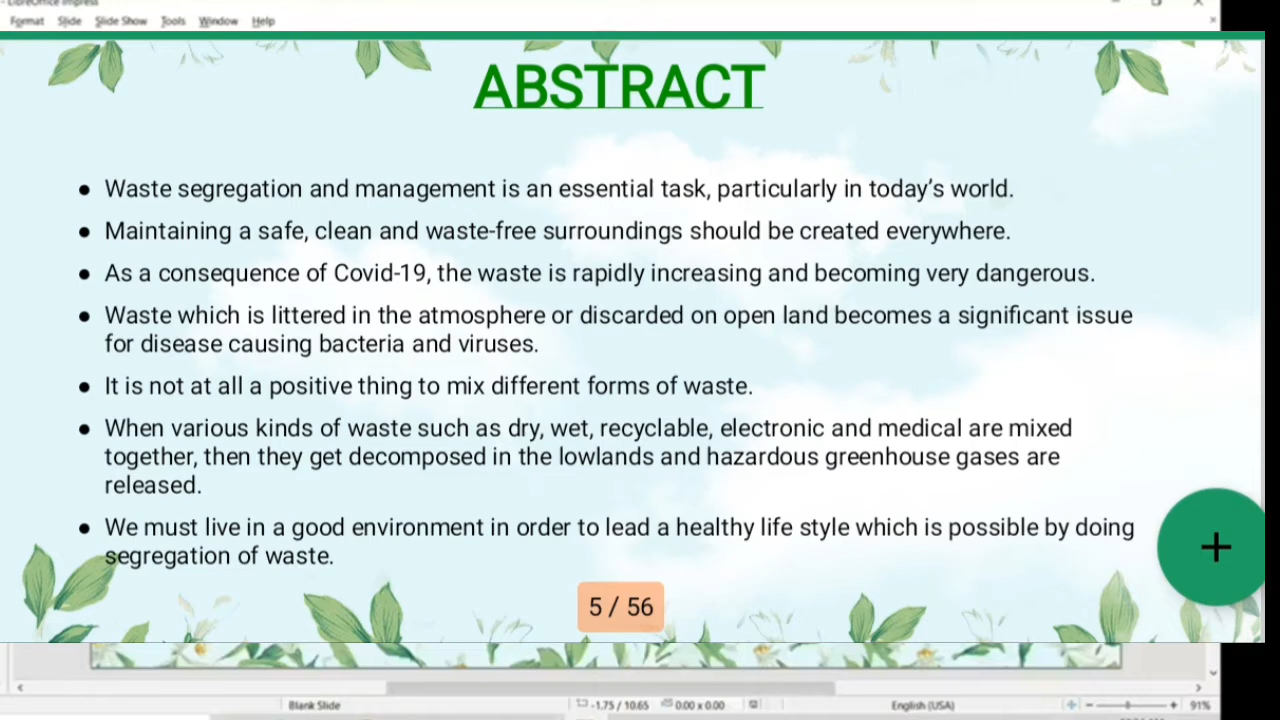 LibreOffice Impress
Format Slide Slide Show Tools Window Help
ABSTRACT
● Waste segregation and management is an essential task, particularly in today's world.
● Maintaining a safe, clean and waste-free surroundings should be created everywhere.
● As a consequence of Covid-19, the waste is rapidly increasing and becoming very dangerous.
● Waste which is littered in the atmosphere or discarded on open land becomes a significant issue
for disease causing bacteria and viruses.
● It is not at all a positive thing to mix different forms of waste.
● When various kinds of waste such as dry, wet, recyclable, electronic and medical are mixed
together, then they get decomposed in the lowlands and hazardous greenhouse gases are
released.
● We must live in a good environment in order to lead a healthy life style which is possible by doing
segregation of waste.
5 / 56
+
Blank Slide -1.75 / 10.65 0.00 x 0.00 English (USA) 91%